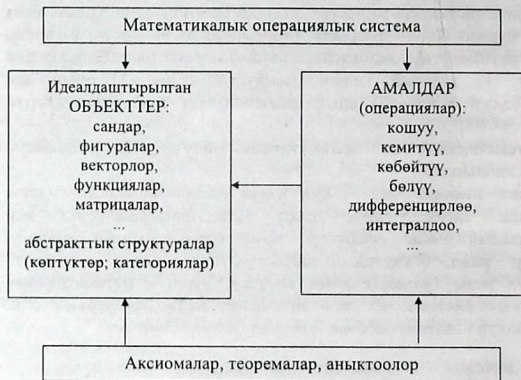 Математикалык операциялык система
Идеалдаштырылган
ОБЪЕКТТЕР:
сандар,
фигуралар,
векторлор,
функциялар,
матрицалар,
...
абстракттык структуралар
(көптүктөр; категориялар)
АМАЛДАР
(операциялар):
кошуу,
кемитүү,
көбөйтүү,
бөлүү,
дифференцирлөө,
интегралдоо,
...
Аксиомалар, теоремалар, аныктоолор